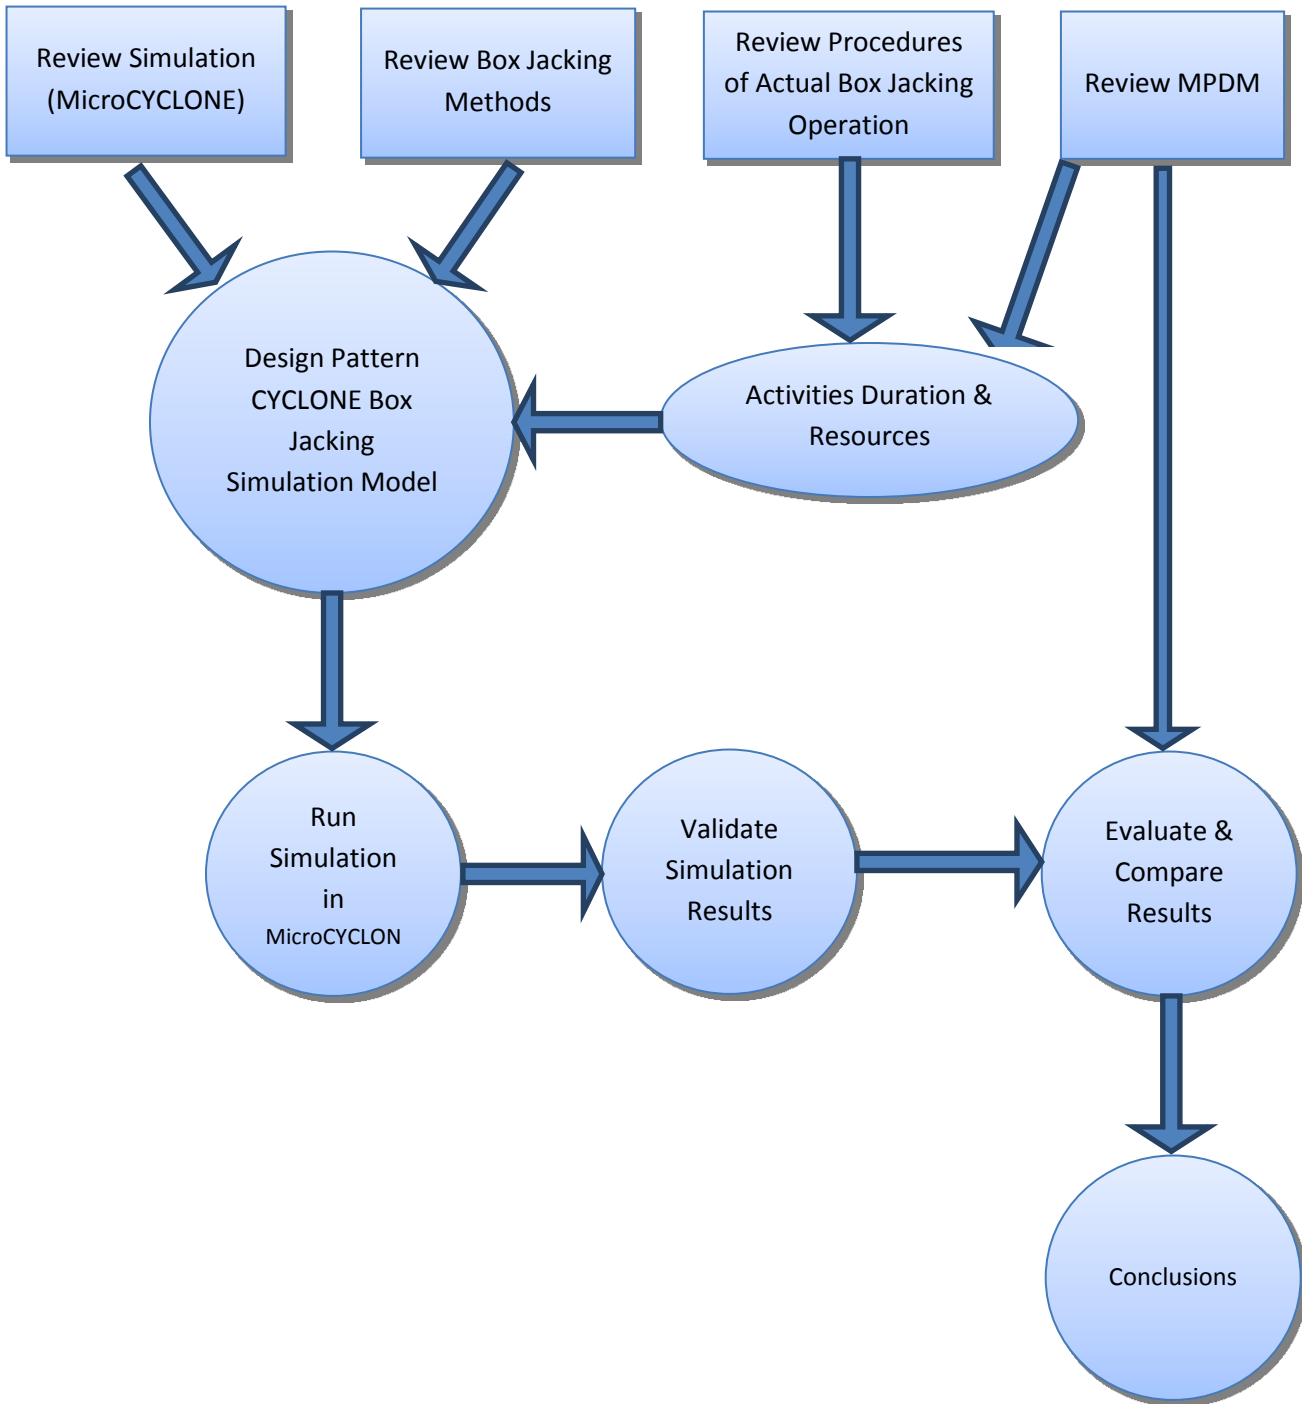 Review Simulation
(MicroCYCLONE)
Review Box Jacking
Methods
Review Procedures
of Actual Box Jacking
Operation
Review MPDM
Design Pattern
CYCLONE Box
Jacking
Simulation Model
Activities Duration &
Resources
Run
Simulation
in
MicroCYCLON
Validate
Simulation
Results
Evaluate &
Compare
Results
Conclusions